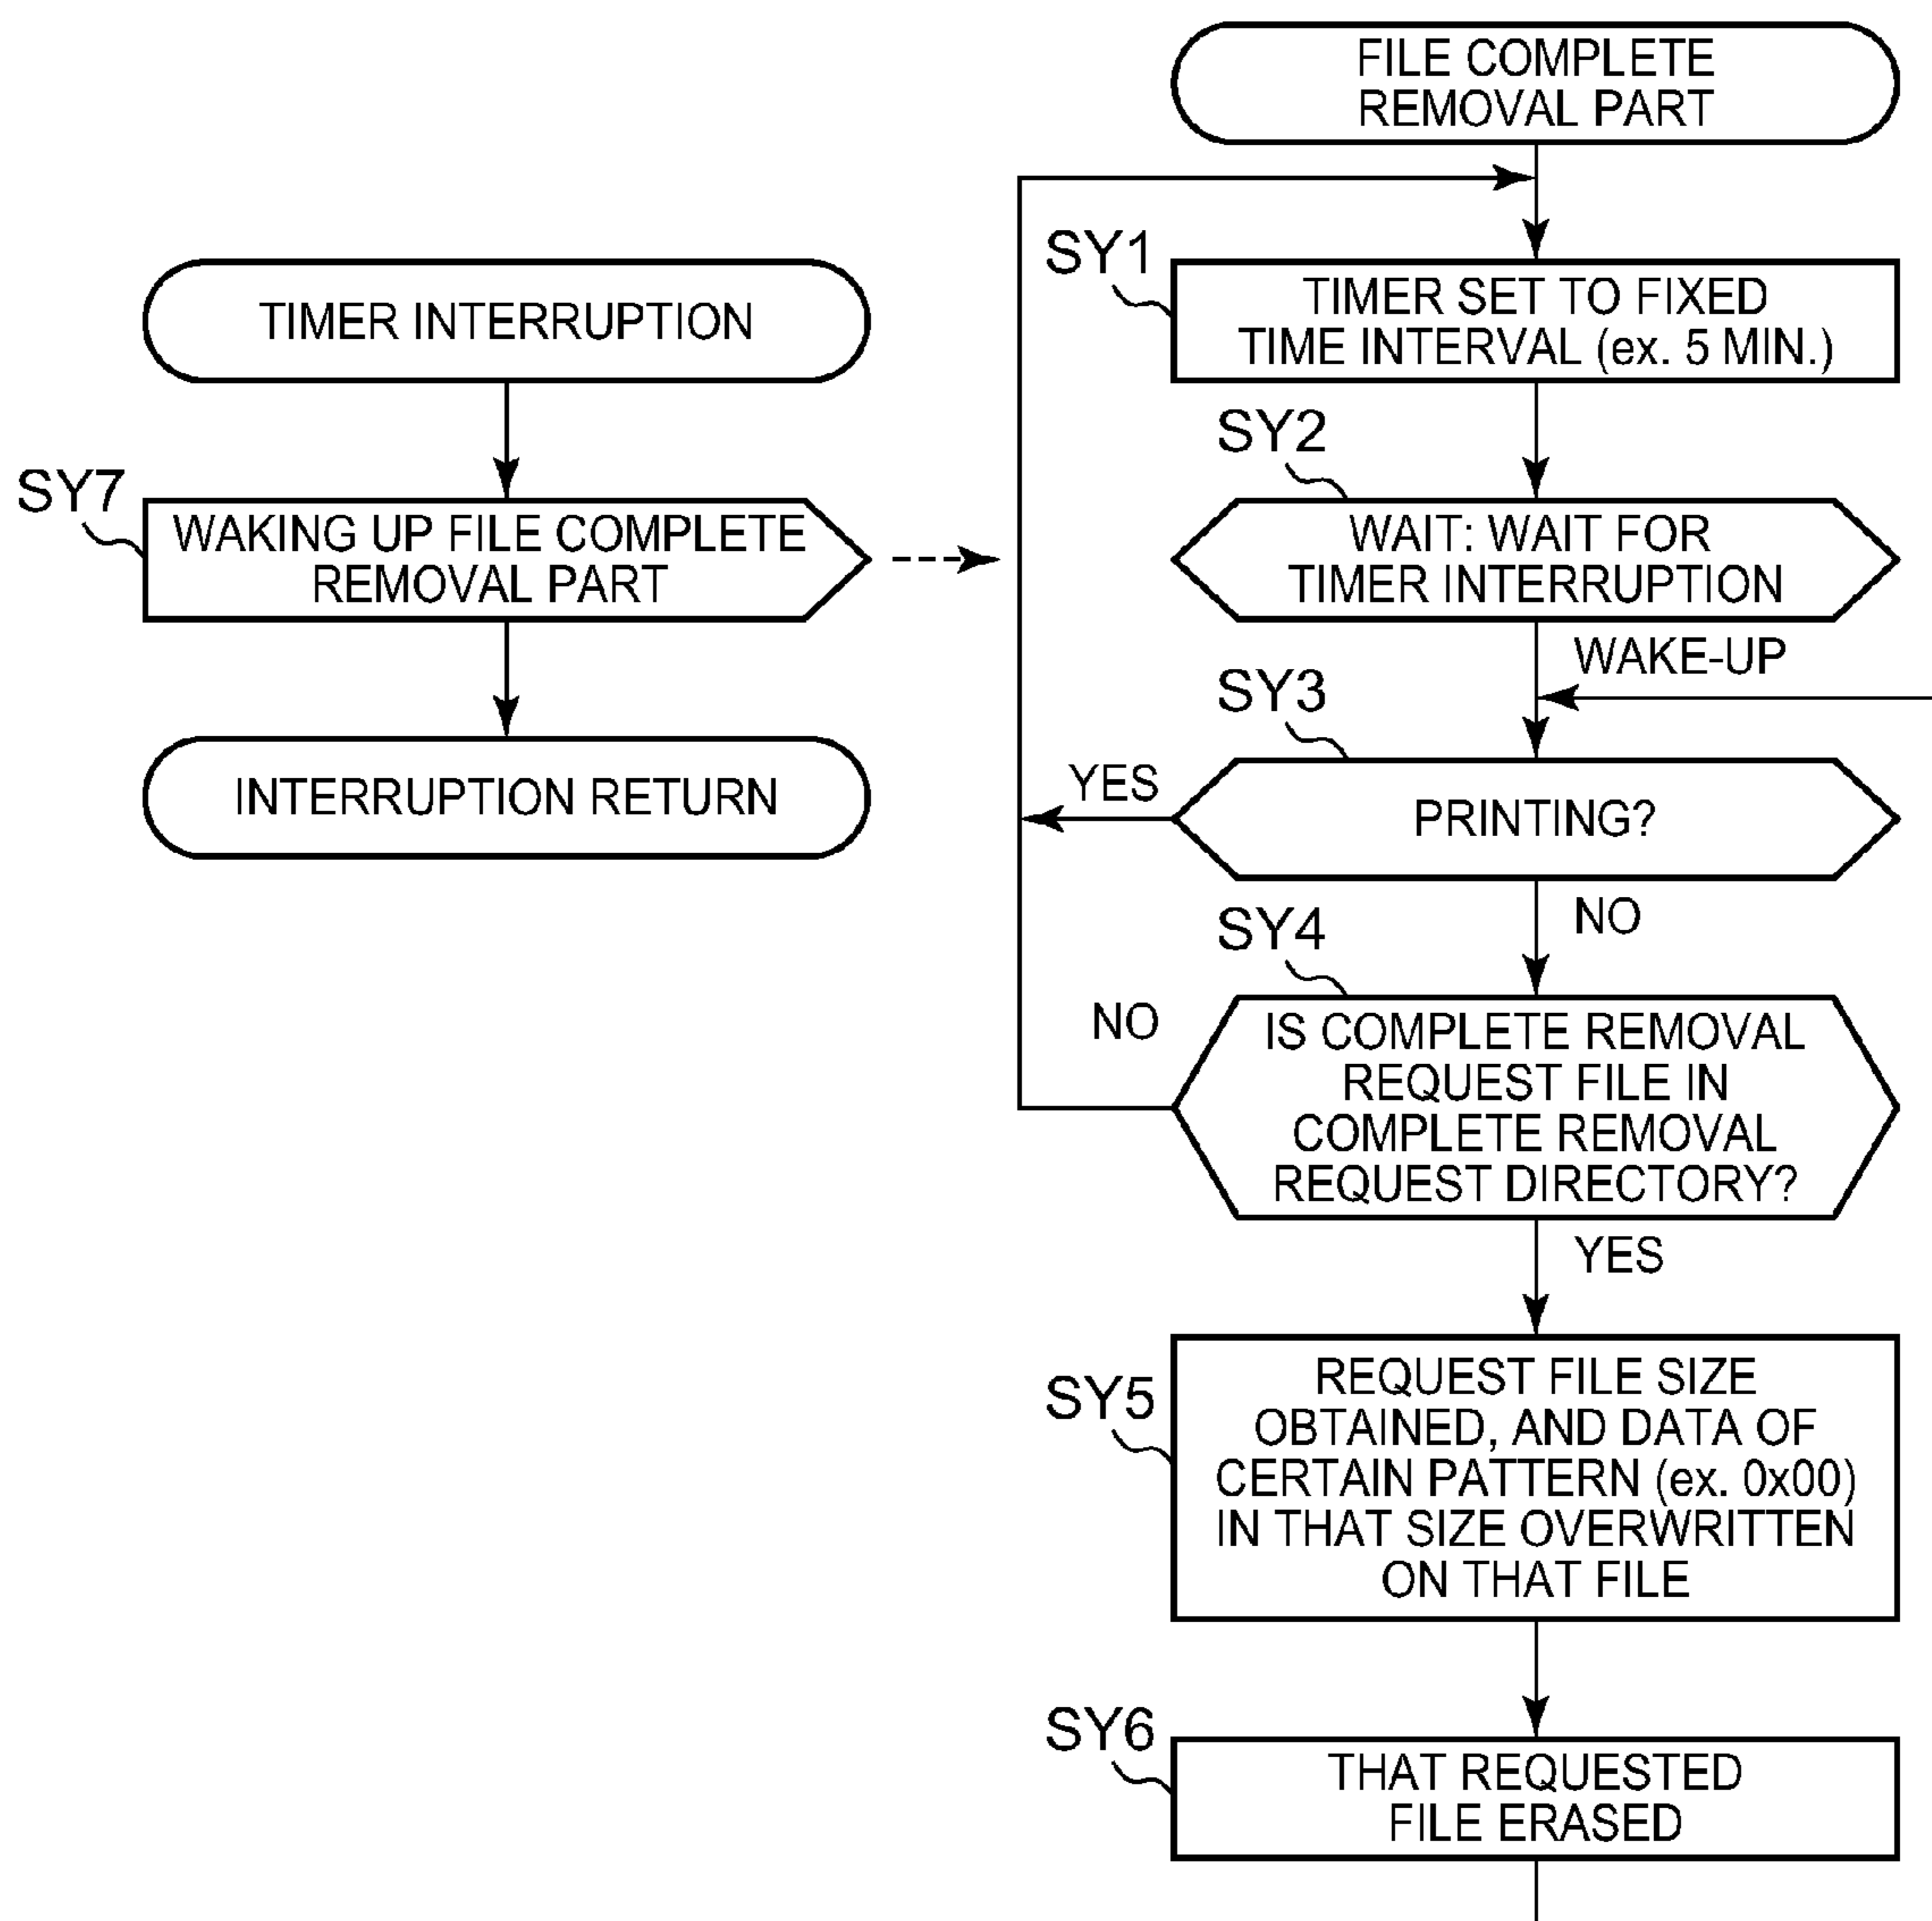 FILE COMPLETE
REMOVAL PART
SY1
TIMER SET TO FIXED
TIME INTERVAL (ex. 5 MIN.)
TIMER INTERRUPTION
SY2
WAIT: WAIT FOR
TIMER INTERRUPTION
SY7
WAKING UP FILE COMPLETE
REMOVAL PART
WAKE-UP
SY3
YES
PRINTING?
INTERRUPTION RETURN
NO
SY4
NO
IS COMPLETE REMOVAL
REQUEST FILE IN
COMPLETE REMOVAL
REQUEST DIRECTORY?
YES
SY5
REQUEST FILE SIZE
OBTAINED, AND DATA OF
CERTAIN PATTERN (ex. 0x00)
IN THAT SIZE OVERWRITTEN
ON THAT FILE
SY6
THAT REQUESTED
FILE ERASED